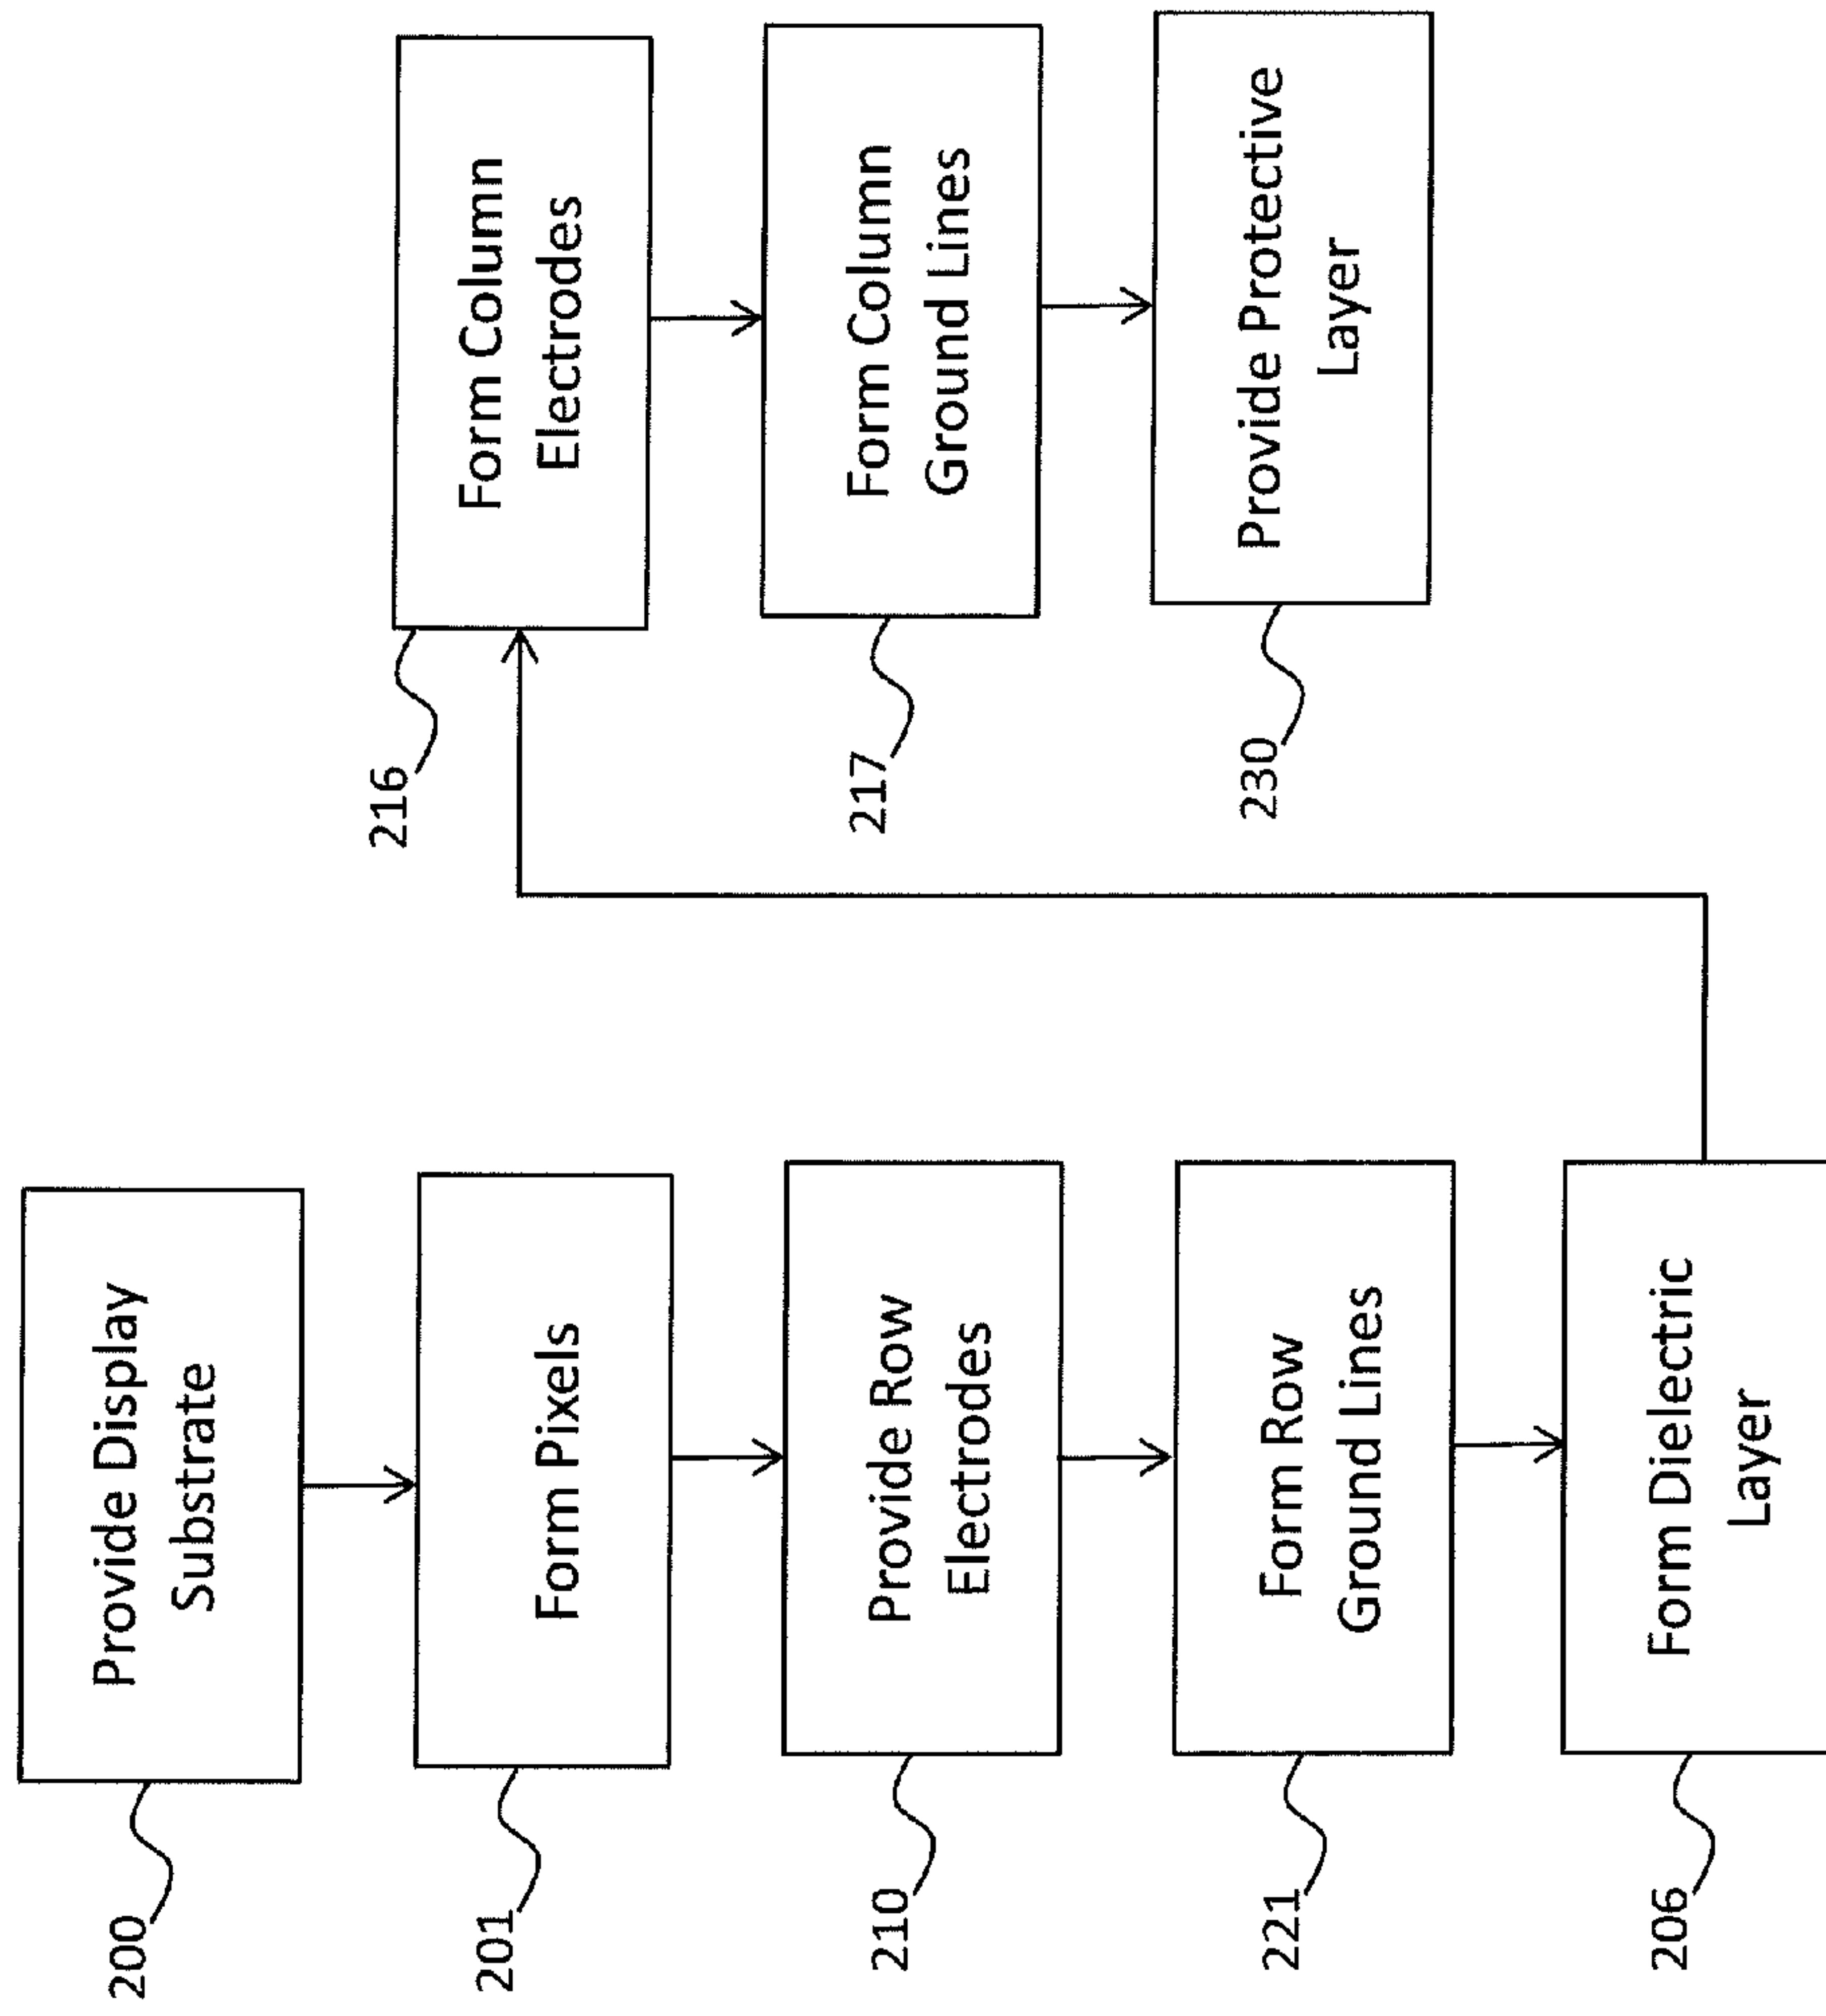 200
Provide Display
Substrate
201
Form Pixels
210
Provide Row
Electrodes
221
Form Row
Ground Lines
206
Form Dielectric
Layer
216
Form Column
Electrodes
217
Form Column
Ground Lines
230
Provide Protective
Layer